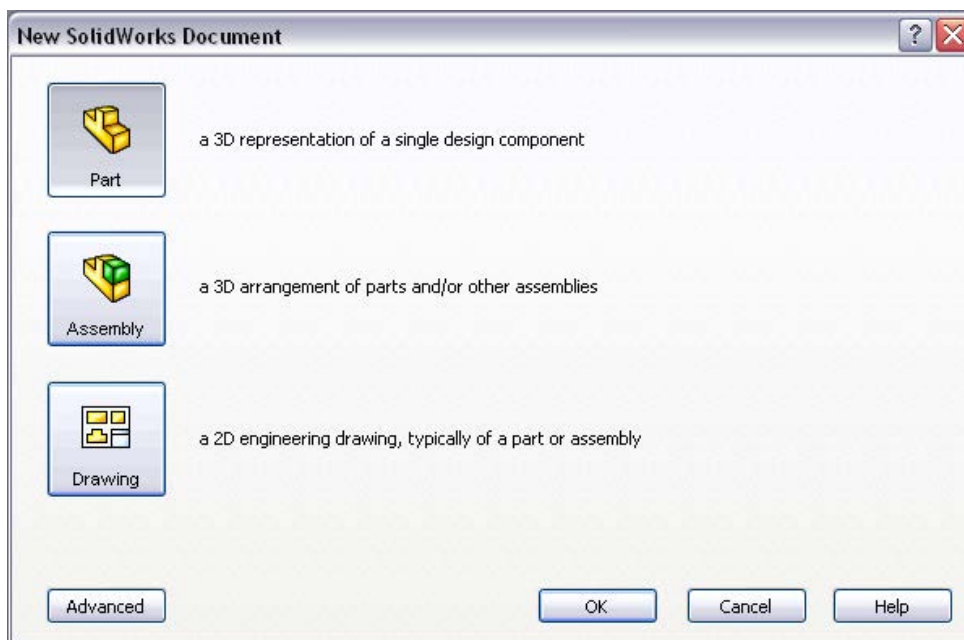 New SolidWorks Document
?
Part
a 3D representation of a single design component
Assembly
a 3D arrangement of parts and/or other assemblies
Drawing
a 2D engineering drawing, typically of a part or assembly
Advanced
OK
Cancel
Help